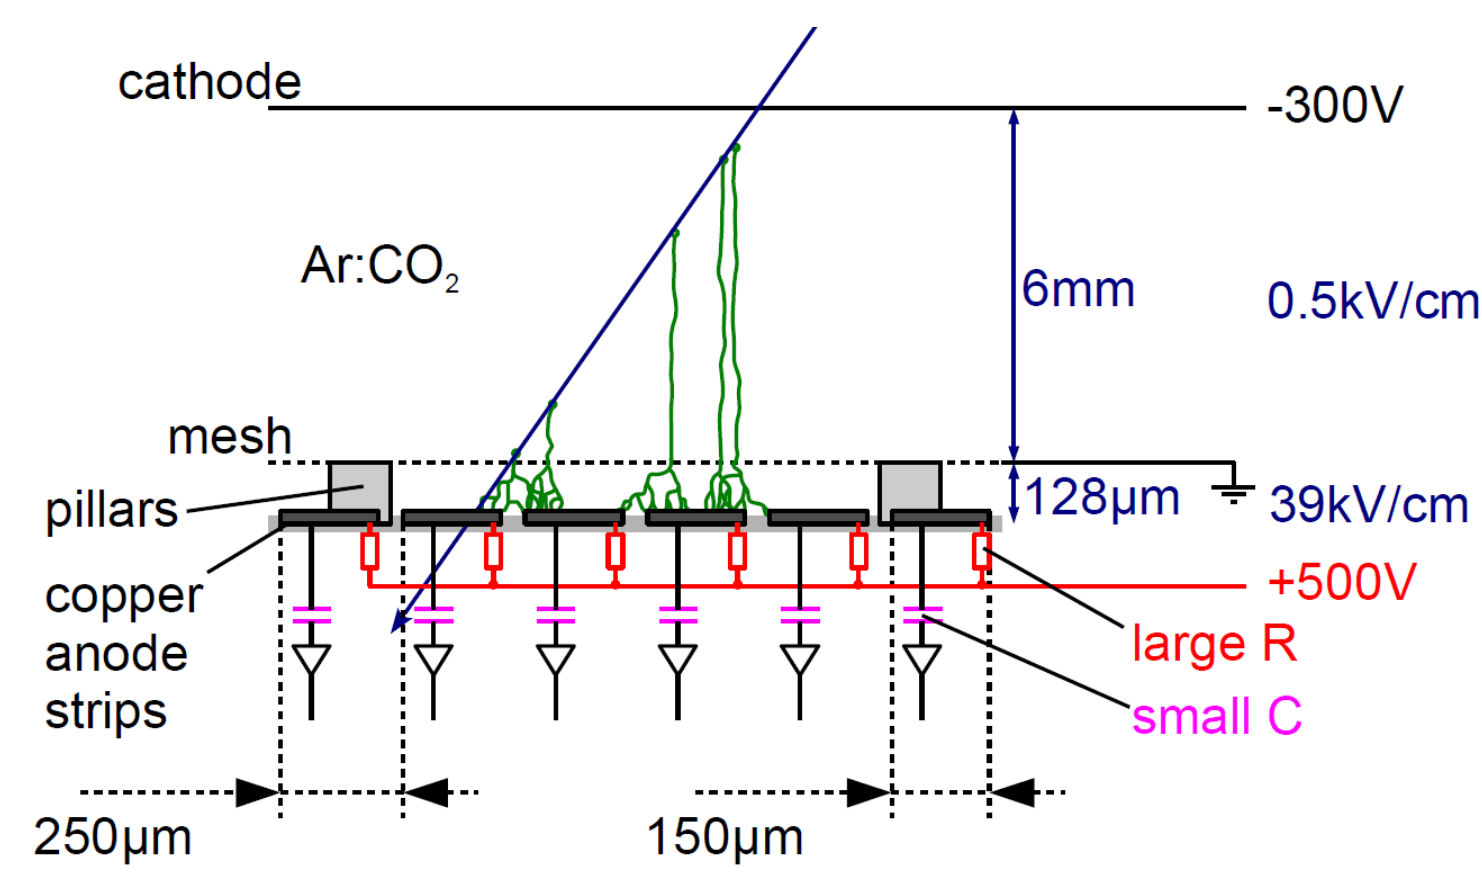 cathode
-300V
Ar:CO₂
6mm
0.5kV/cm
mesh
pillars
128µm
39kV/cm
copper
anode
strips
+500V
large R
small C
250µm
150µm